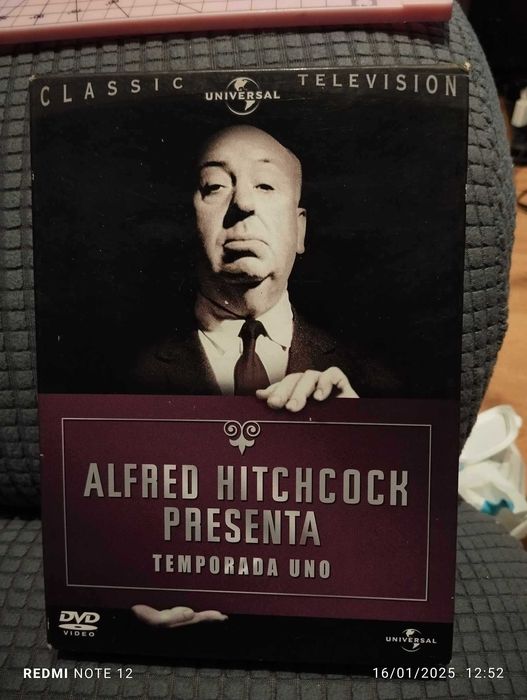 CLASSIC UNIVERSAL TELEVISION
ALFRED HITCHCOCK
PRESENTA
TEMPORADA UNO
DVD
VIDEO
UNIVERSAL
REDMI NOTE 12
16/01/2025 12:52